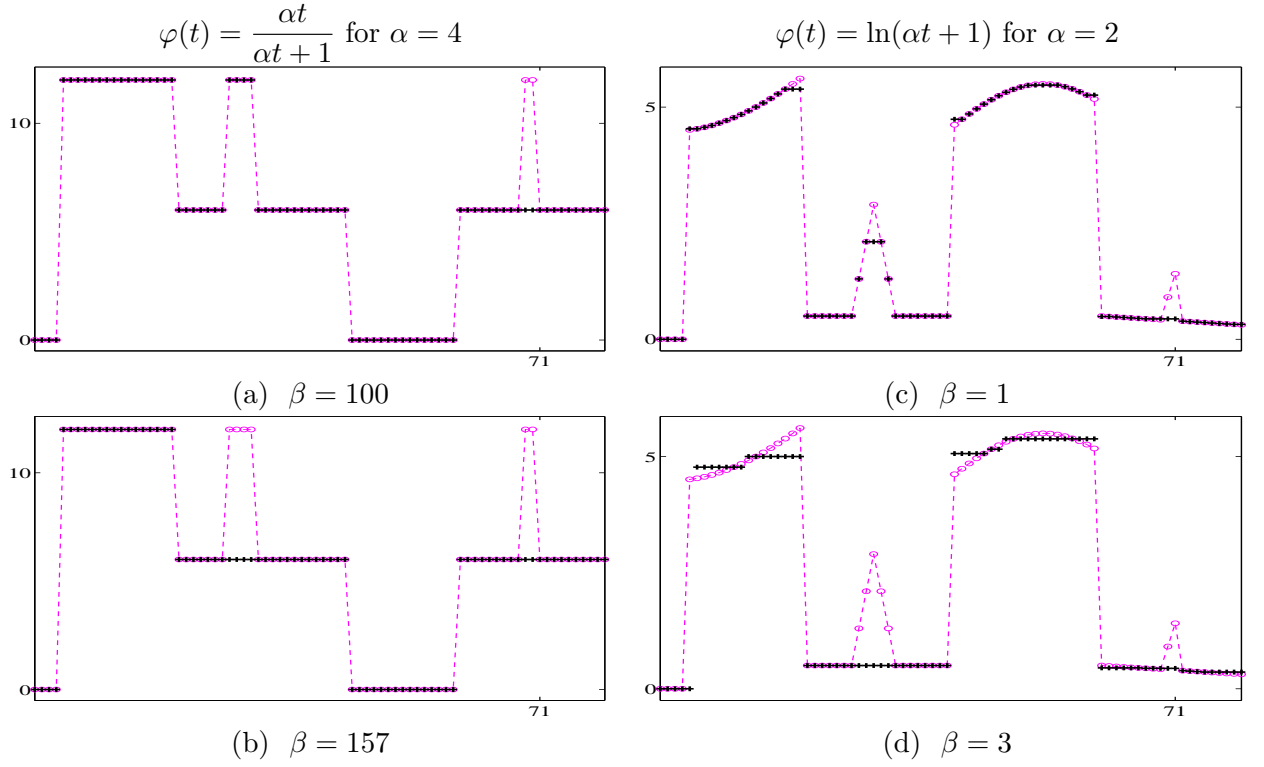 φ(t) = αt / (αt + 1) for α = 4
φ(t) = ln(αt + 1) for α = 2
10
0
71
5
0
71
(a) β = 100
(c) β = 1
10
0
71
5
0
71
(b) β = 157
(d) β = 3